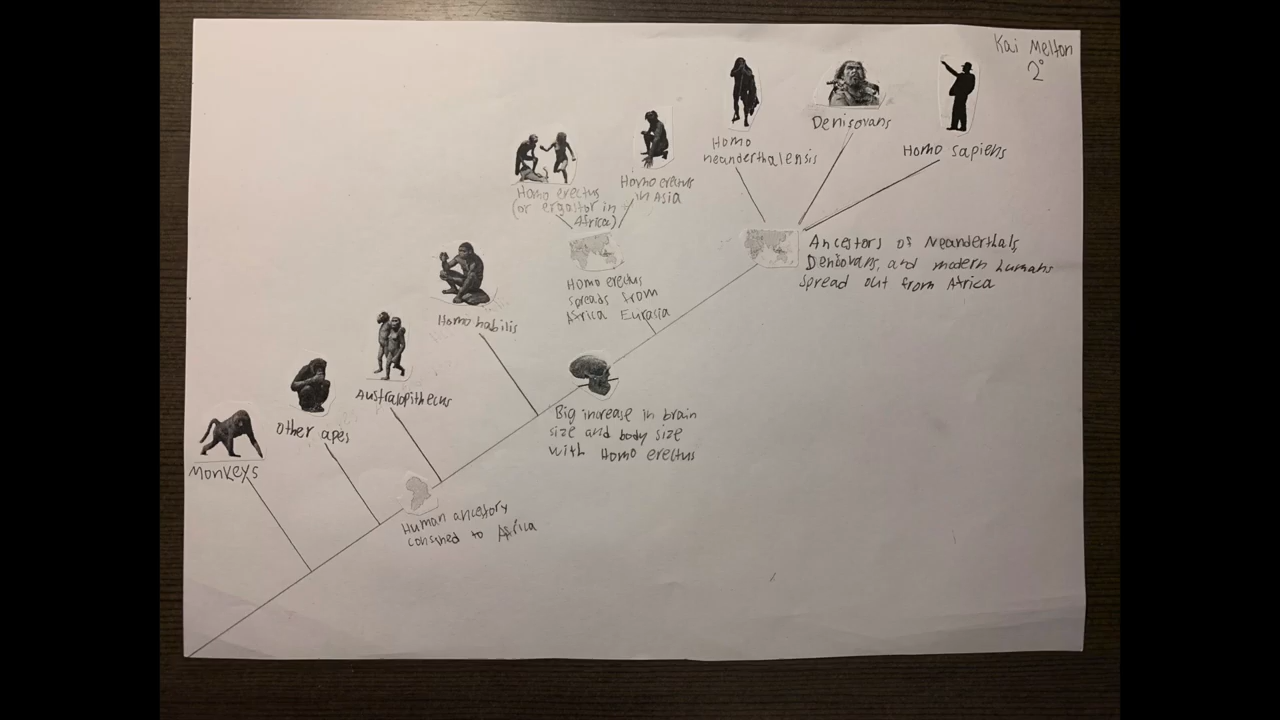 Kai Melton
2°
Denisovans
Homo
neanderthalensis
Homo sapiens
Homo erectus
(or ergastor in
Africa)
Homo erectus
in Asia
Ancestors of Neanderthals,
Denisovans, and modern humans
spread out from Africa
Homo erectus
spreads from
Africa Eurasia
Homo habilis
Australopithecus
Big increase in brain
size and body size
with Homo erectus
Other apes
Monkeys
Human ancestory
confined to Africa